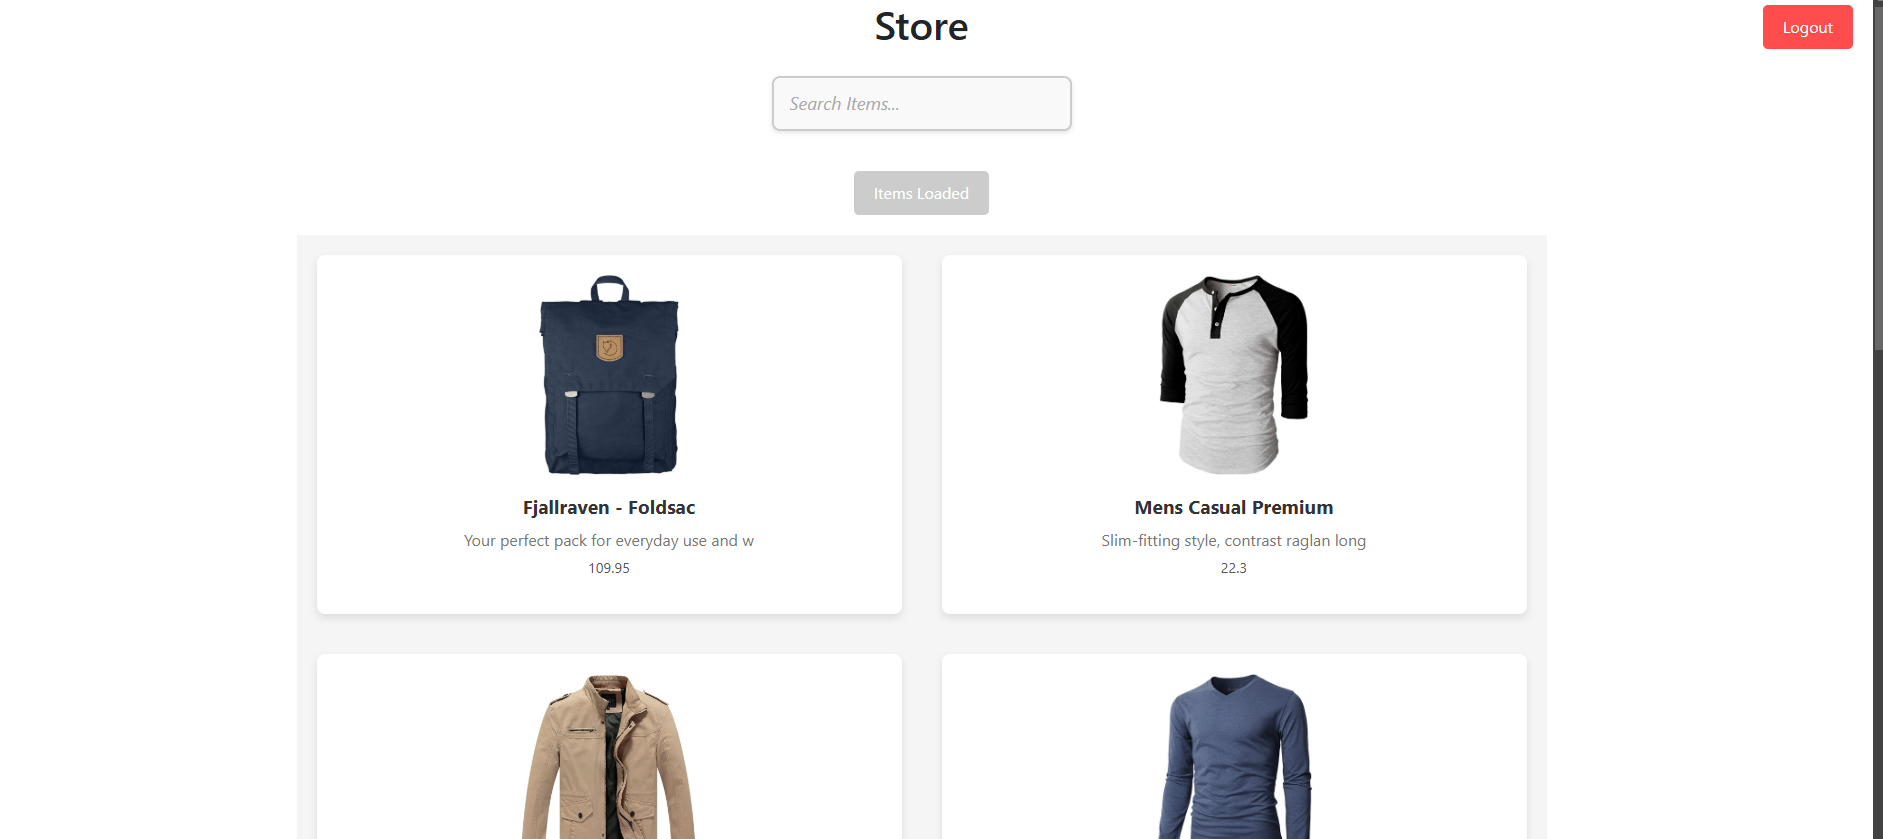 Store
Logout
Search Items...
Items Loaded
Fjallraven - Foldsac
Your perfect pack for everyday use and w
109.95
Mens Casual Premium
Slim-fitting style, contrast raglan long
22.3